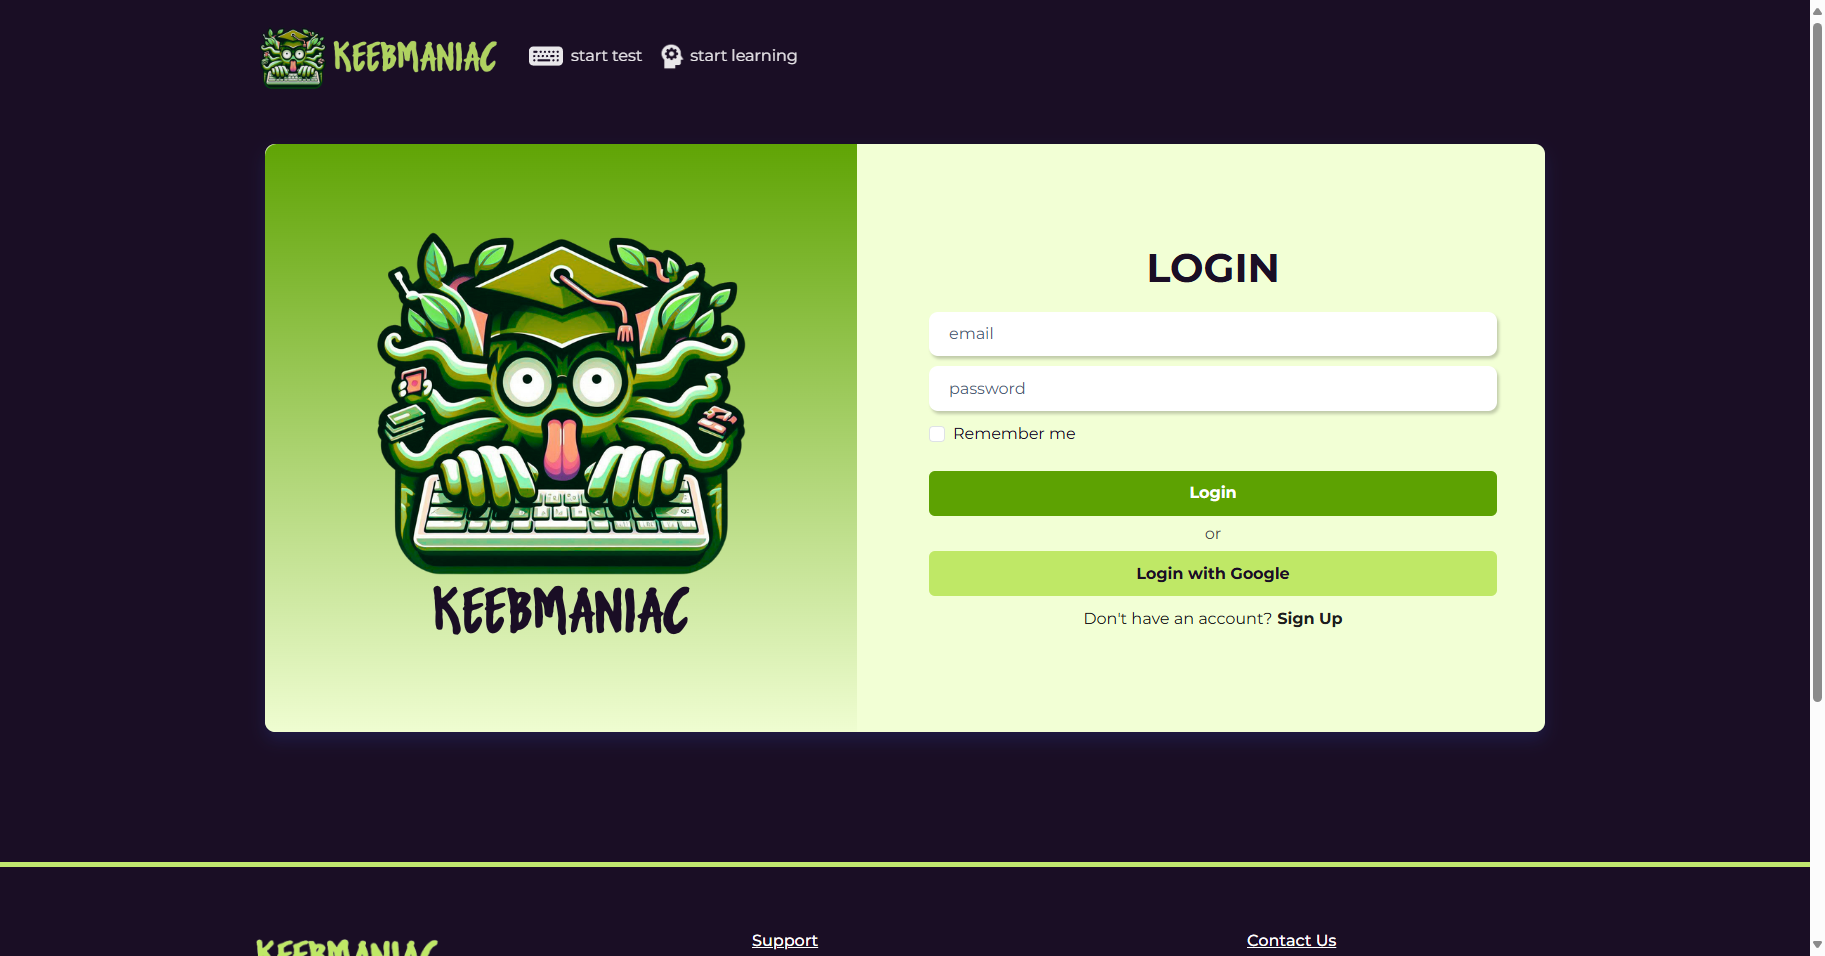 KEEBMANIAC start test start learning
KEEBMANIAC
LOGIN
email
password
Remember me
Login
or
Login with Google
Don't have an account? Sign Up
KEEBMANIAC Support Contact Us